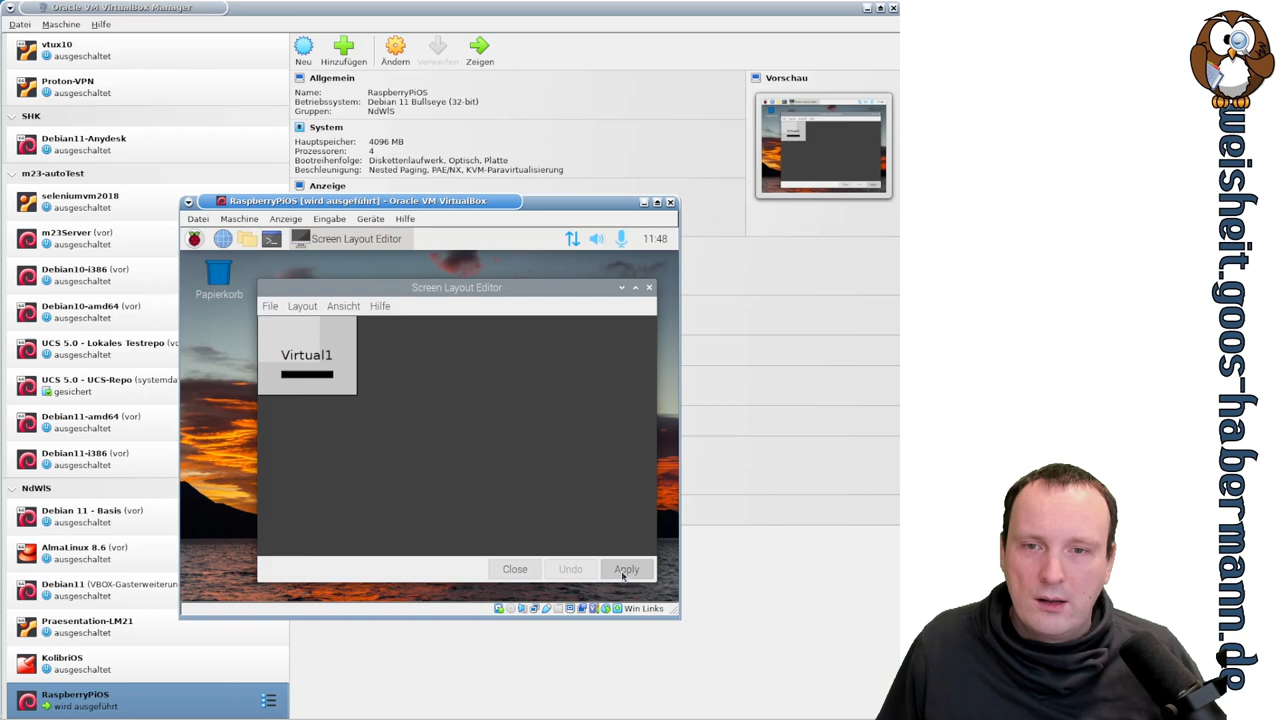 Oracle VM VirtualBox Manager
Datei Maschine Hilfe
vtux10
ausgeschaltet
Proton-VPN
ausgeschaltet
SHK
Debian11-Anydesk
ausgeschaltet
m23-autoTest
seleniumvm2018
ausgeschaltet
m23Server (vor)
ausgeschaltet
Debian10-i386 (vor)
ausgeschaltet
Debian10-amd64 (vor)
ausgeschaltet
UCS 5.0 - Lokales Testrepo (vo
ausgeschaltet
UCS 5.0 - UCS-Repo (systemda
gesichert
Debian11-amd64 (vor)
ausgeschaltet
Debian11-i386 (vor)
ausgeschaltet
NdWlS
Debian 11 - Basis (vor)
ausgeschaltet
AlmaLinux 8.6 (vor)
ausgeschaltet
Debian11 (VBOX-Gasterweiterun
ausgeschaltet
Praesentation-LM21
ausgeschaltet
KolibriOS
ausgeschaltet
RaspberryPiOS
wird ausgeführt
Neu Hinzufügen Ändern Verwerfen Zeigen
Allgemein
Name: RaspberryPiOS
Betriebssystem: Debian 11 Bullseye (32-bit)
Gruppen: NdWlS
System
Hauptspeicher: 4096 MB
Prozessoren: 4
Bootreihenfolge: Diskettenlaufwerk, Optisch, Platte
Beschleunigung: Nested Paging, PAE/NX, KVM-Paravirtualisierung
Anzeige
Vorschau
RaspberryPiOS [wird ausgeführt] - Oracle VM VirtualBox
Datei Maschine Anzeige Eingabe Geräte Hilfe
Screen Layout Editor 11:48
Papierkorb
Screen Layout Editor
File Layout Ansicht Hilfe
Virtual1
Close Undo Apply
Win Links
weisheit.goos-habermann.de